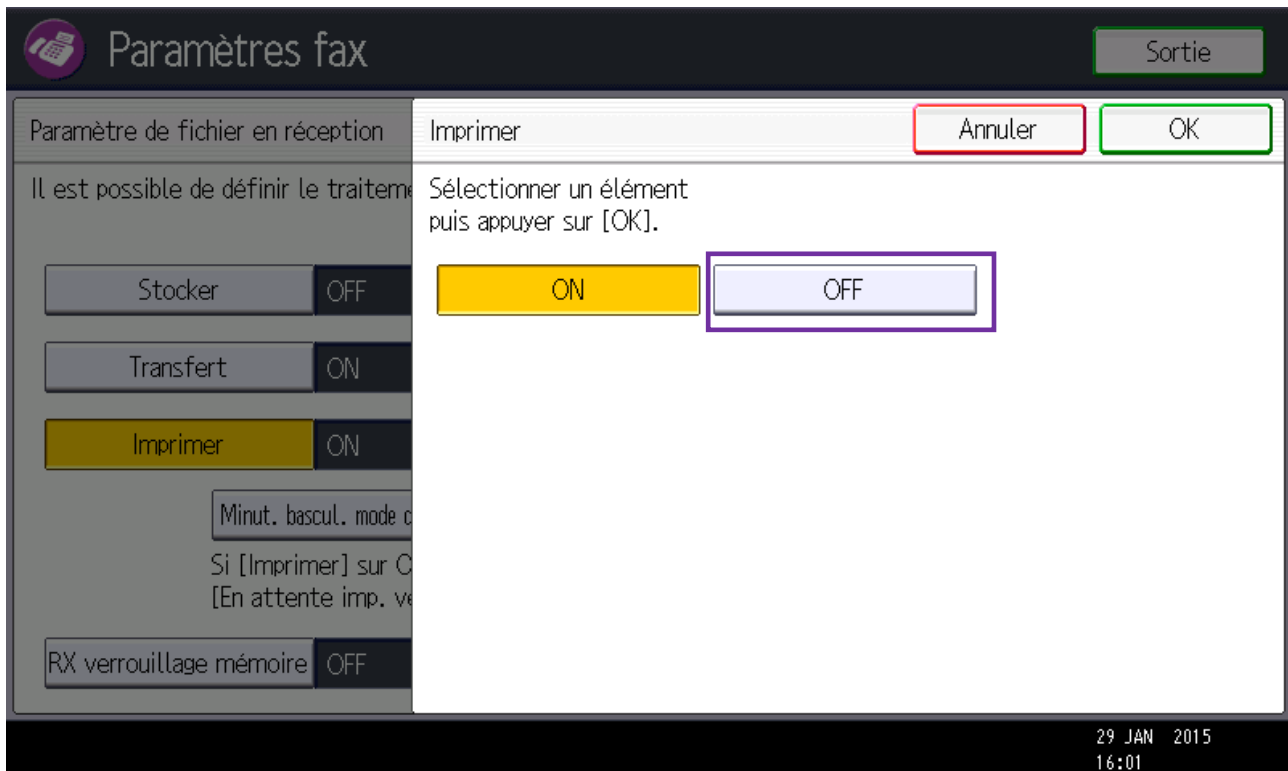 Paramètres fax
Sortie
Paramètre de fichier en réception
Il est possible de définir le
Stocker OFF
Transfert ON
Imprimer ON
Minut. bascul. mode
Si [Imprimer] sur
[En attente imp.
RX verrouillage mémoire OFF
Imprimer
Annuler
OK
Sélectionner un élément
puis appuyer sur [OK].
ON
OFF
29 JAN 2015
16:01